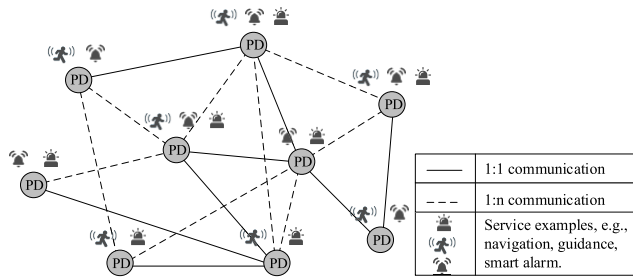 PD
PD
PD
PD
PD
PD
PD
PD
PD
1:1 communication
1:n communication
Service examples, e.g.,
navigation, guidance,
smart alarm.